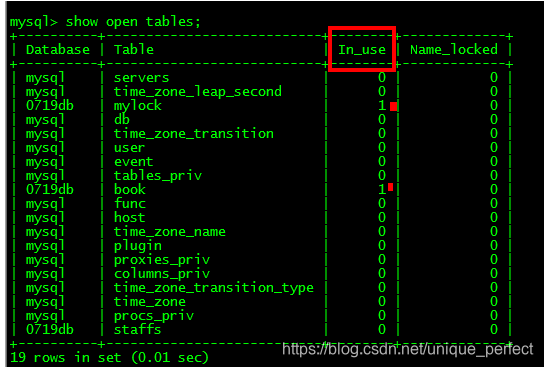 mysql> show open tables;
+----------+---------------------------+--------+-------------+
| Database | Table | In_use | Name_locked |
+----------+---------------------------+--------+-------------+
| mysql | servers | 0 | 0 |
| mysql | time_zone_leap_second | 0 | 0 |
| 0719db | mylock | 1 | 0 |
| mysql | db | 0 | 0 |
| mysql | time_zone_transition | 0 | 0 |
| mysql | user | 0 | 0 |
| mysql | event | 0 | 0 |
| mysql | tables_priv | 0 | 0 |
| 0719db | book | 1 | 0 |
| mysql | func | 0 | 0 |
| mysql | host | 0 | 0 |
| mysql | time_zone_name | 0 | 0 |
| mysql | plugin | 0 | 0 |
| mysql | proxies_priv | 0 | 0 |
| mysql | columns_priv | 0 | 0 |
| mysql | time_zone_transition_type | 0 | 0 |
| mysql | time_zone | 0 | 0 |
| mysql | procs_priv | 0 | 0 |
| 0719db | staffs | 0 | 0 |
+----------+---------------------------+--------+-------------+
19 rows in set (0.01 sec)
https://blog.csdn.net/unique_perfect